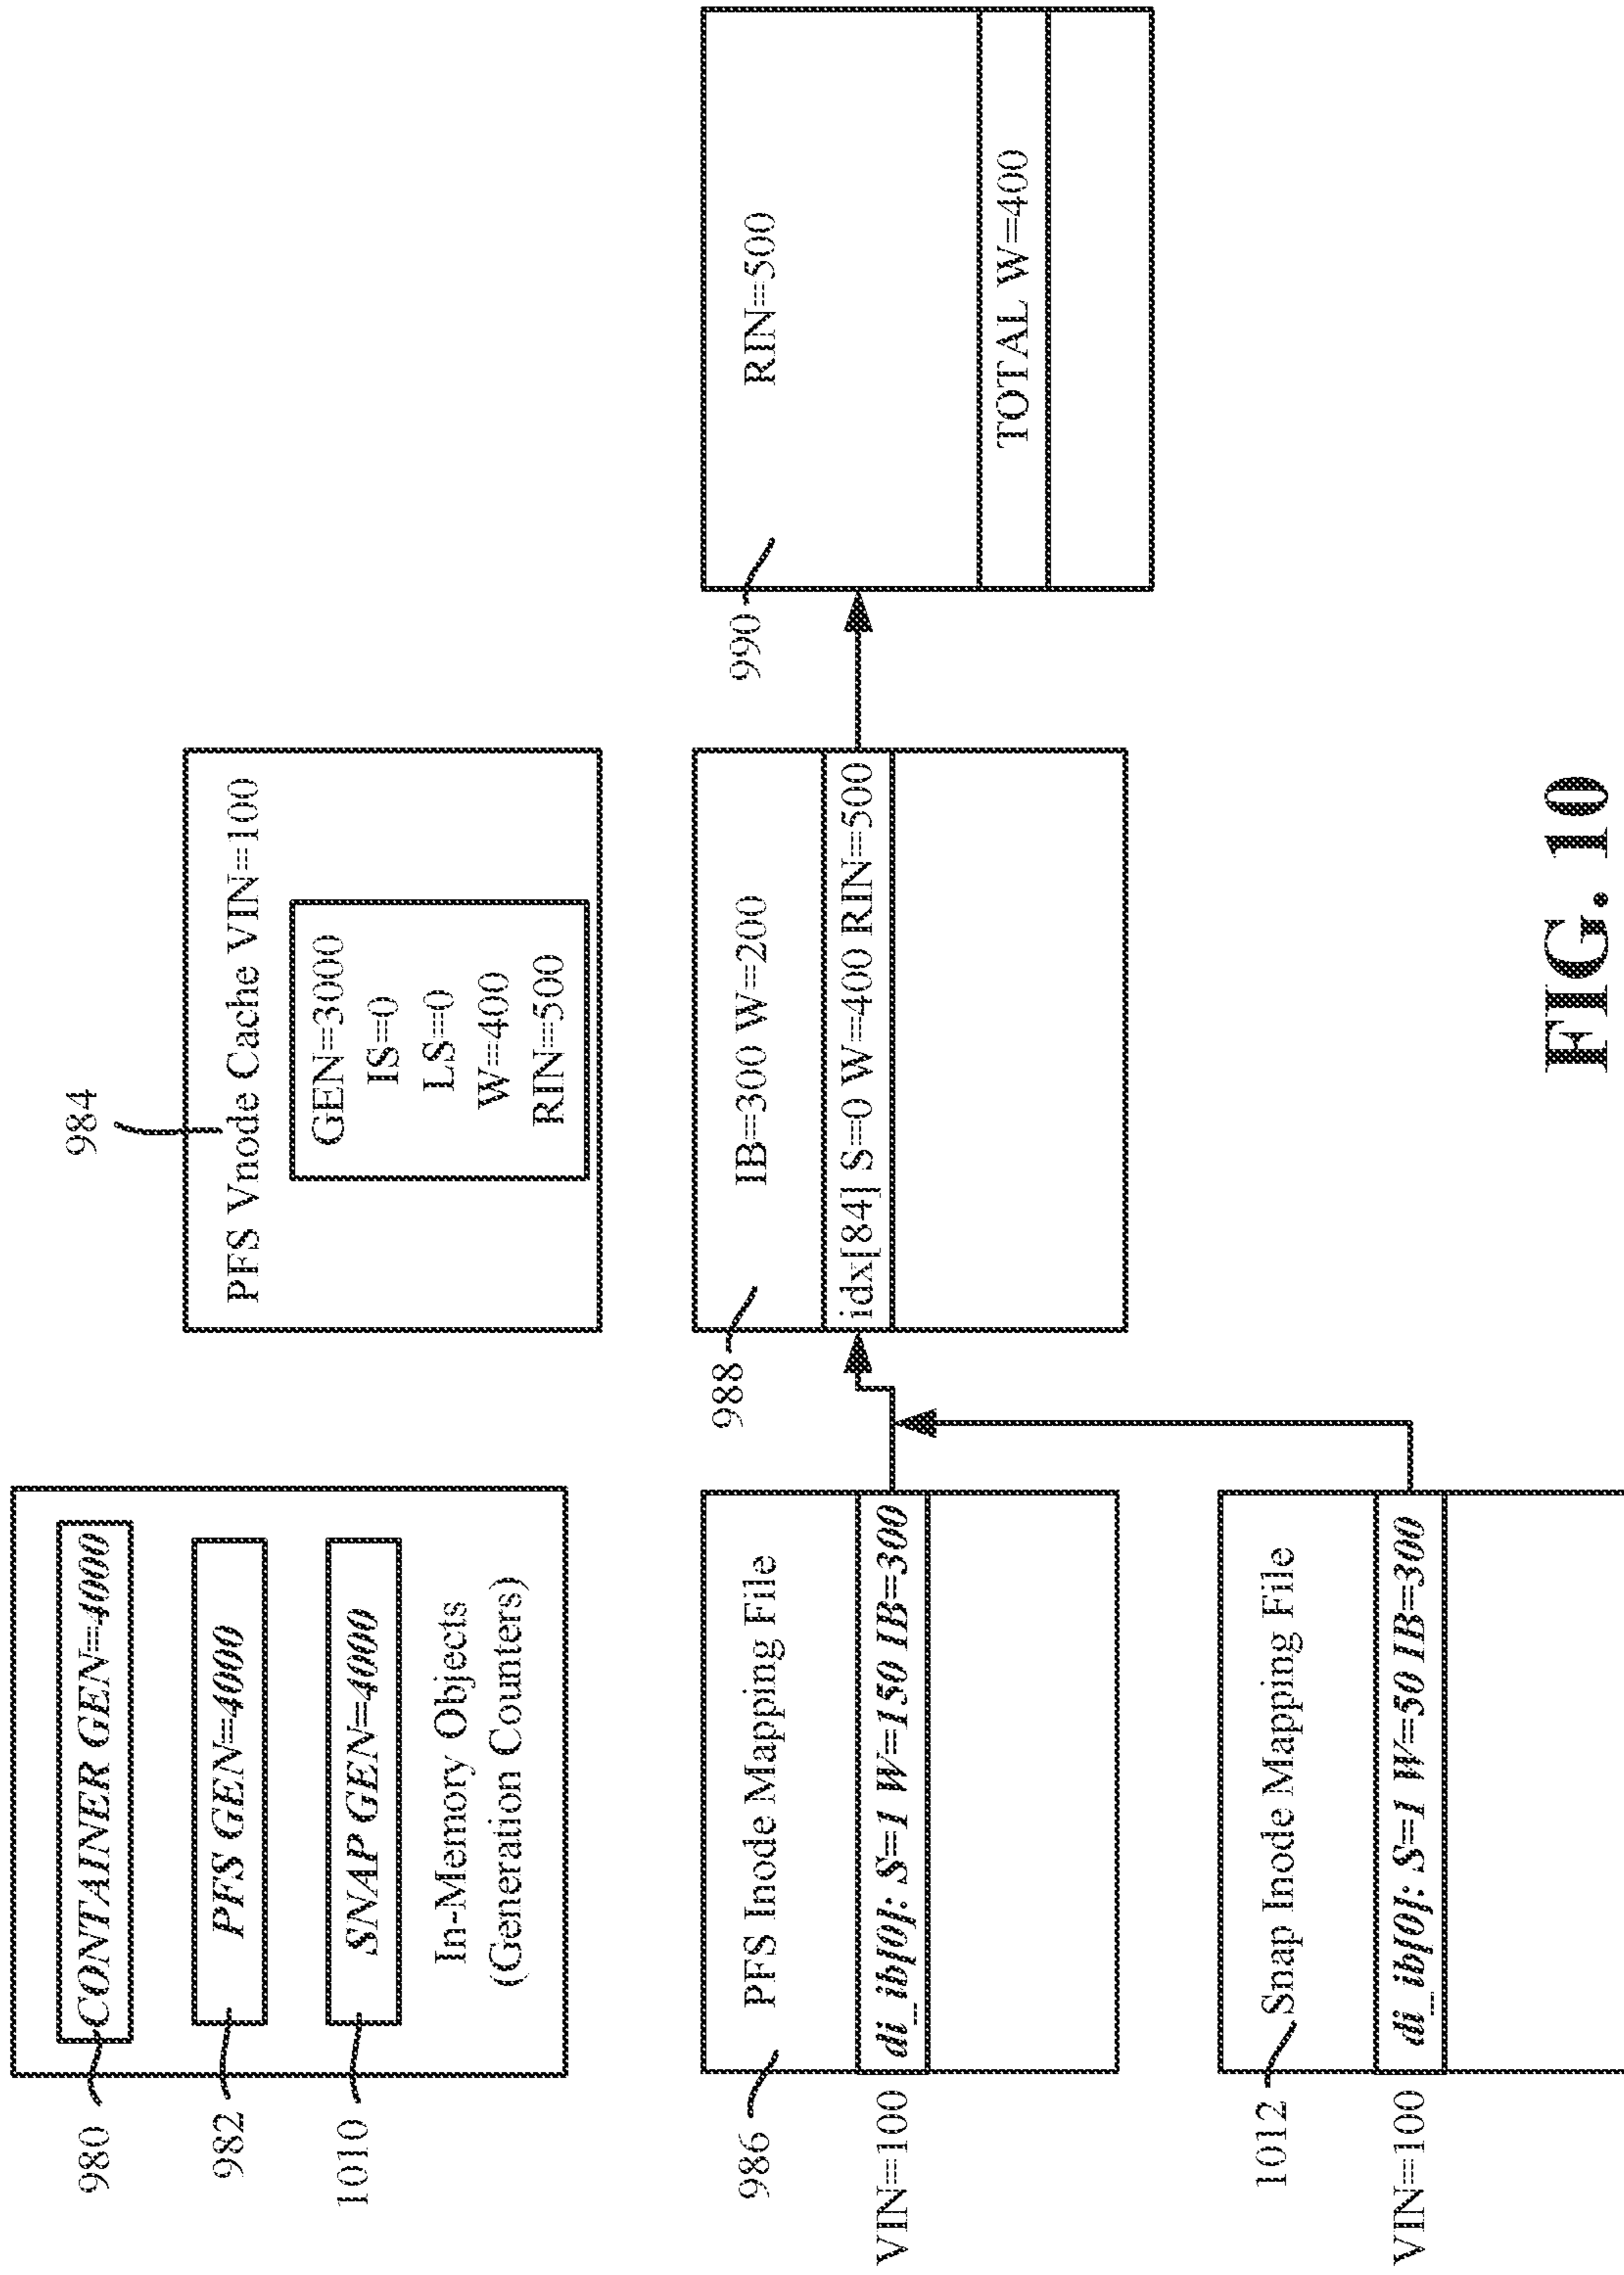 980
CONTAINER GEN=4000
982
PFS GEN=4000
1010
SNAP GEN=4000
In-Memory Objects
(Generation Counters)
984
PFS Vnode Cache VIN=100
GEN=3000
IS=0
LS=0
W=400
RIN=500
986
PFS Inode Mapping File
VIN=100
di_ib[0]: S=1 W=150 IB=300
988
IB=300 W=200
idx[84] S=0 W=400 RIN=500
990
RIN=500
TOTAL W=400
1012
Snap Inode Mapping File
VIN=100
di_ib[0]: S=1 W=50 IB=300
FIG. 10